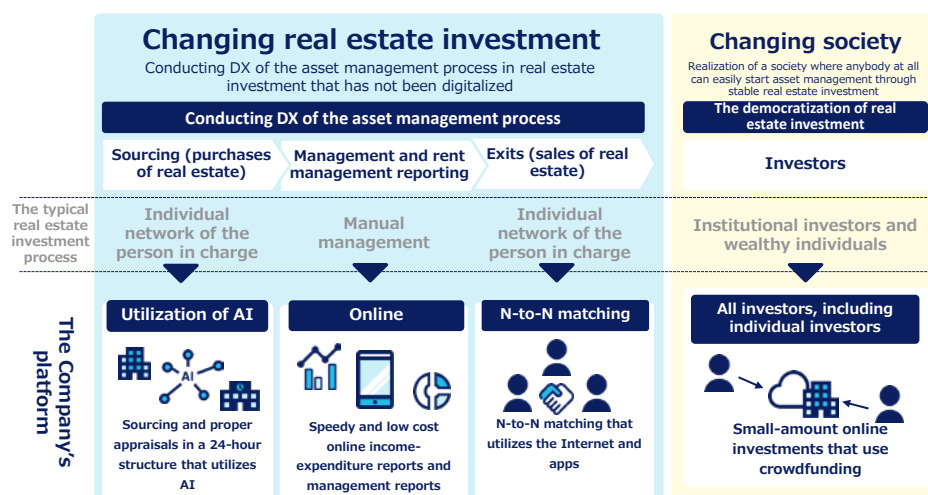 Changing real estate investment
Conducting DX of the asset management process in real estate
investment that has not been digitalized
Conducting DX of the asset management process
Sourcing (purchases
of real estate)
Management and rent
management reporting
Exits (sales of real
estate)
Changing society
Realization of a society where anybody at all
can easily start asset management through
stable real estate investment
The democratization of real
estate investment
Investors
The typical
real estate
investment
process
Individual
network of the
person in charge
Manual
management
Individual
network of the
person in charge
Institutional investors and
wealthy individuals
The Company's
platform
Utilization of AI
AI
Sourcing and proper
appraisals in a 24-hour
structure that utilizes
AI
Online
Speedy and low cost
online income-
expenditure reports and
management reports
N-to-N matching
N-to-N matching that
utilizes the Internet and
apps
All investors, including
individual investors
Small-amount online
investments that use
crowdfunding